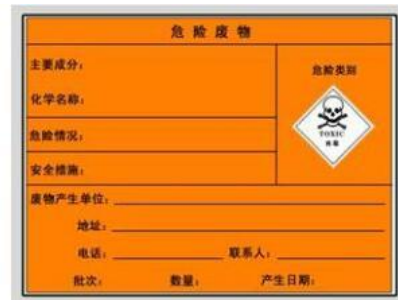 危险废物
主要成分：
危险类别
化学名称：
TOXIC
有毒
危险情况：
安全措施：
废物产生单位：
地址：
电话： 联系人：
批次： 数量： 产生日期：